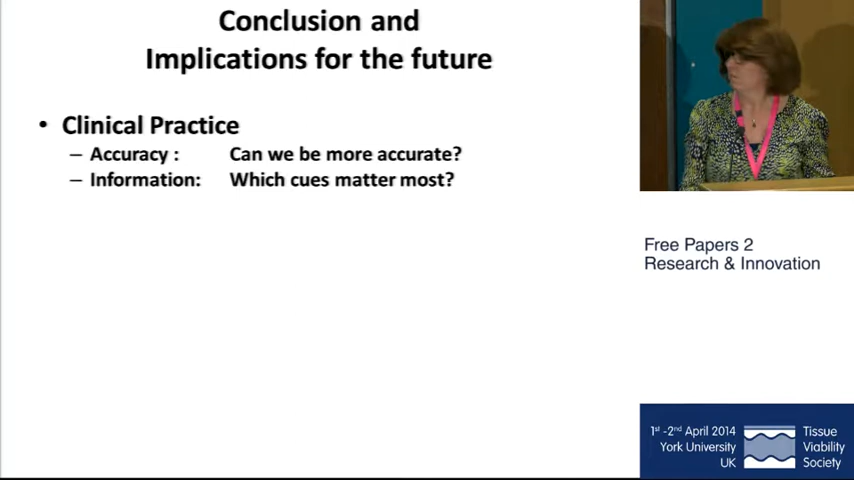 Conclusion and
Implications for the future
• Clinical Practice
– Accuracy : Can we be more accurate?
– Information: Which cues matter most?
Free Papers 2
Research & Innovation
1st -2nd April 2014
York University
UK
Tissue
Viability
Society